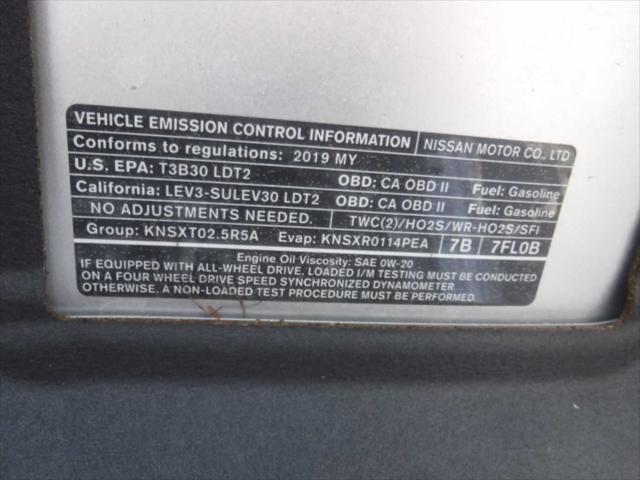 VEHICLE EMISSION CONTROL INFORMATION NISSAN MOTOR CO., LTD
Conforms to regulations: 2019 MY
U.S. EPA: T3B30 LDT2 OBD: CA OBD II Fuel: Gasoline
California: LEV3-SULEV30 LDT2 OBD: CA OBD II Fuel: Gasoline
NO ADJUSTMENTS NEEDED. TWC(2)/HO2S/WR-HO2S/SFI
Group: KNSXT02.5R5A Evap: KNSXR0114PEA 7B 7FL0B
Engine Oil Viscosity: SAE 0W-20
IF EQUIPPED WITH ALL-WHEEL DRIVE, LOADED I/M TESTING MUST BE CONDUCTED
ON A FOUR WHEEL DRIVE SPEED SYNCHRONIZED DYNAMOMETER.
OTHERWISE, A NON-LOADED TEST PROCEDURE MUST BE PERFORMED.